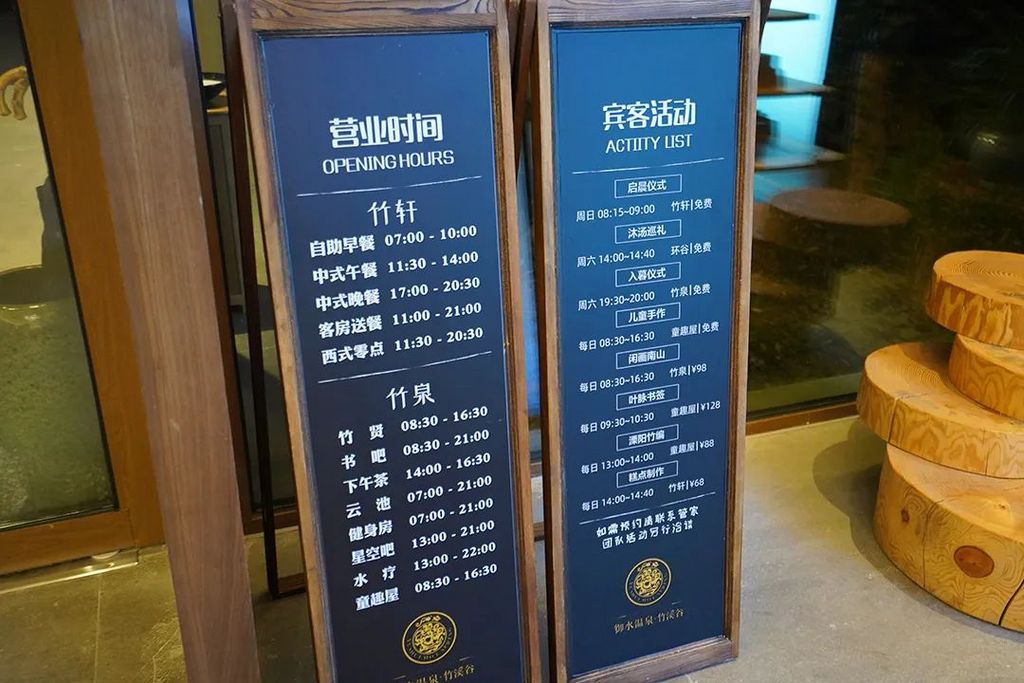 营业时间
OPENING HOURS
竹轩
自助早餐 07:00 - 10:00
中式午餐 11:30 - 14:00
中式晚餐 17:00 - 20:30
客房送餐 11:00 - 21:00
西式零点 11:30 - 20:30
竹泉
竹 贤 08:30 - 16:30
书 吧 08:30 - 21:00
下午茶 14:00 - 16:30
云 池 07:00 - 21:00
健身房 07:00 - 21:00
星空吧 13:00 - 21:00
水 疗 13:00 - 22:00
童趣屋 08:30 - 16:30
御水温泉·竹溪谷
宾客活动
ACTIITY LIST
启晨仪式
周日 08:15~09:00 竹轩|免费
沐汤巡礼
周六 14:00~14:40 环谷|免费
入暮仪式
周六 19:30~20:00 竹泉|免费
儿童手作
每日 08:30~16:30 童趣屋|免费
闲画南山
每日 08:30~16:30 竹泉|¥98
叶脉书签
每日 09:30~10:30 童趣屋|¥128
溧阳竹编
每日 13:00~14:00 童趣屋|¥88
糕点制作
每日 14:00~14:40 竹轩|¥68
如需预约请联系管家
团队活动另行洽谈
御水温泉·竹溪谷